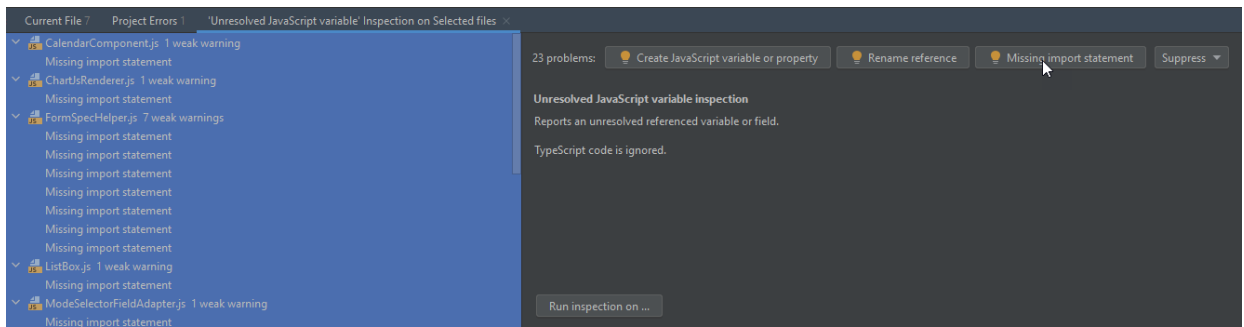 Current File 7 Project Errors 1 'Unresolved JavaScript variable' Inspection on Selected files
CalendarComponent.js 1 weak warning
Missing import statement
ChartJsRenderer.js 1 weak warning
Missing import statement
FormSpecHelper.js 7 weak warnings
Missing import statement
Missing import statement
Missing import statement
Missing import statement
Missing import statement
Missing import statement
Missing import statement
ListBox.js 1 weak warning
Missing import statement
ModeSelectorFieldAdapter.js 1 weak warning
Missing import statement
23 problems: Create JavaScript variable or property Rename reference Missing import statement Suppress
Unresolved JavaScript variable inspection
Reports an unresolved referenced variable or field.
TypeScript code is ignored.
Run inspection on ...